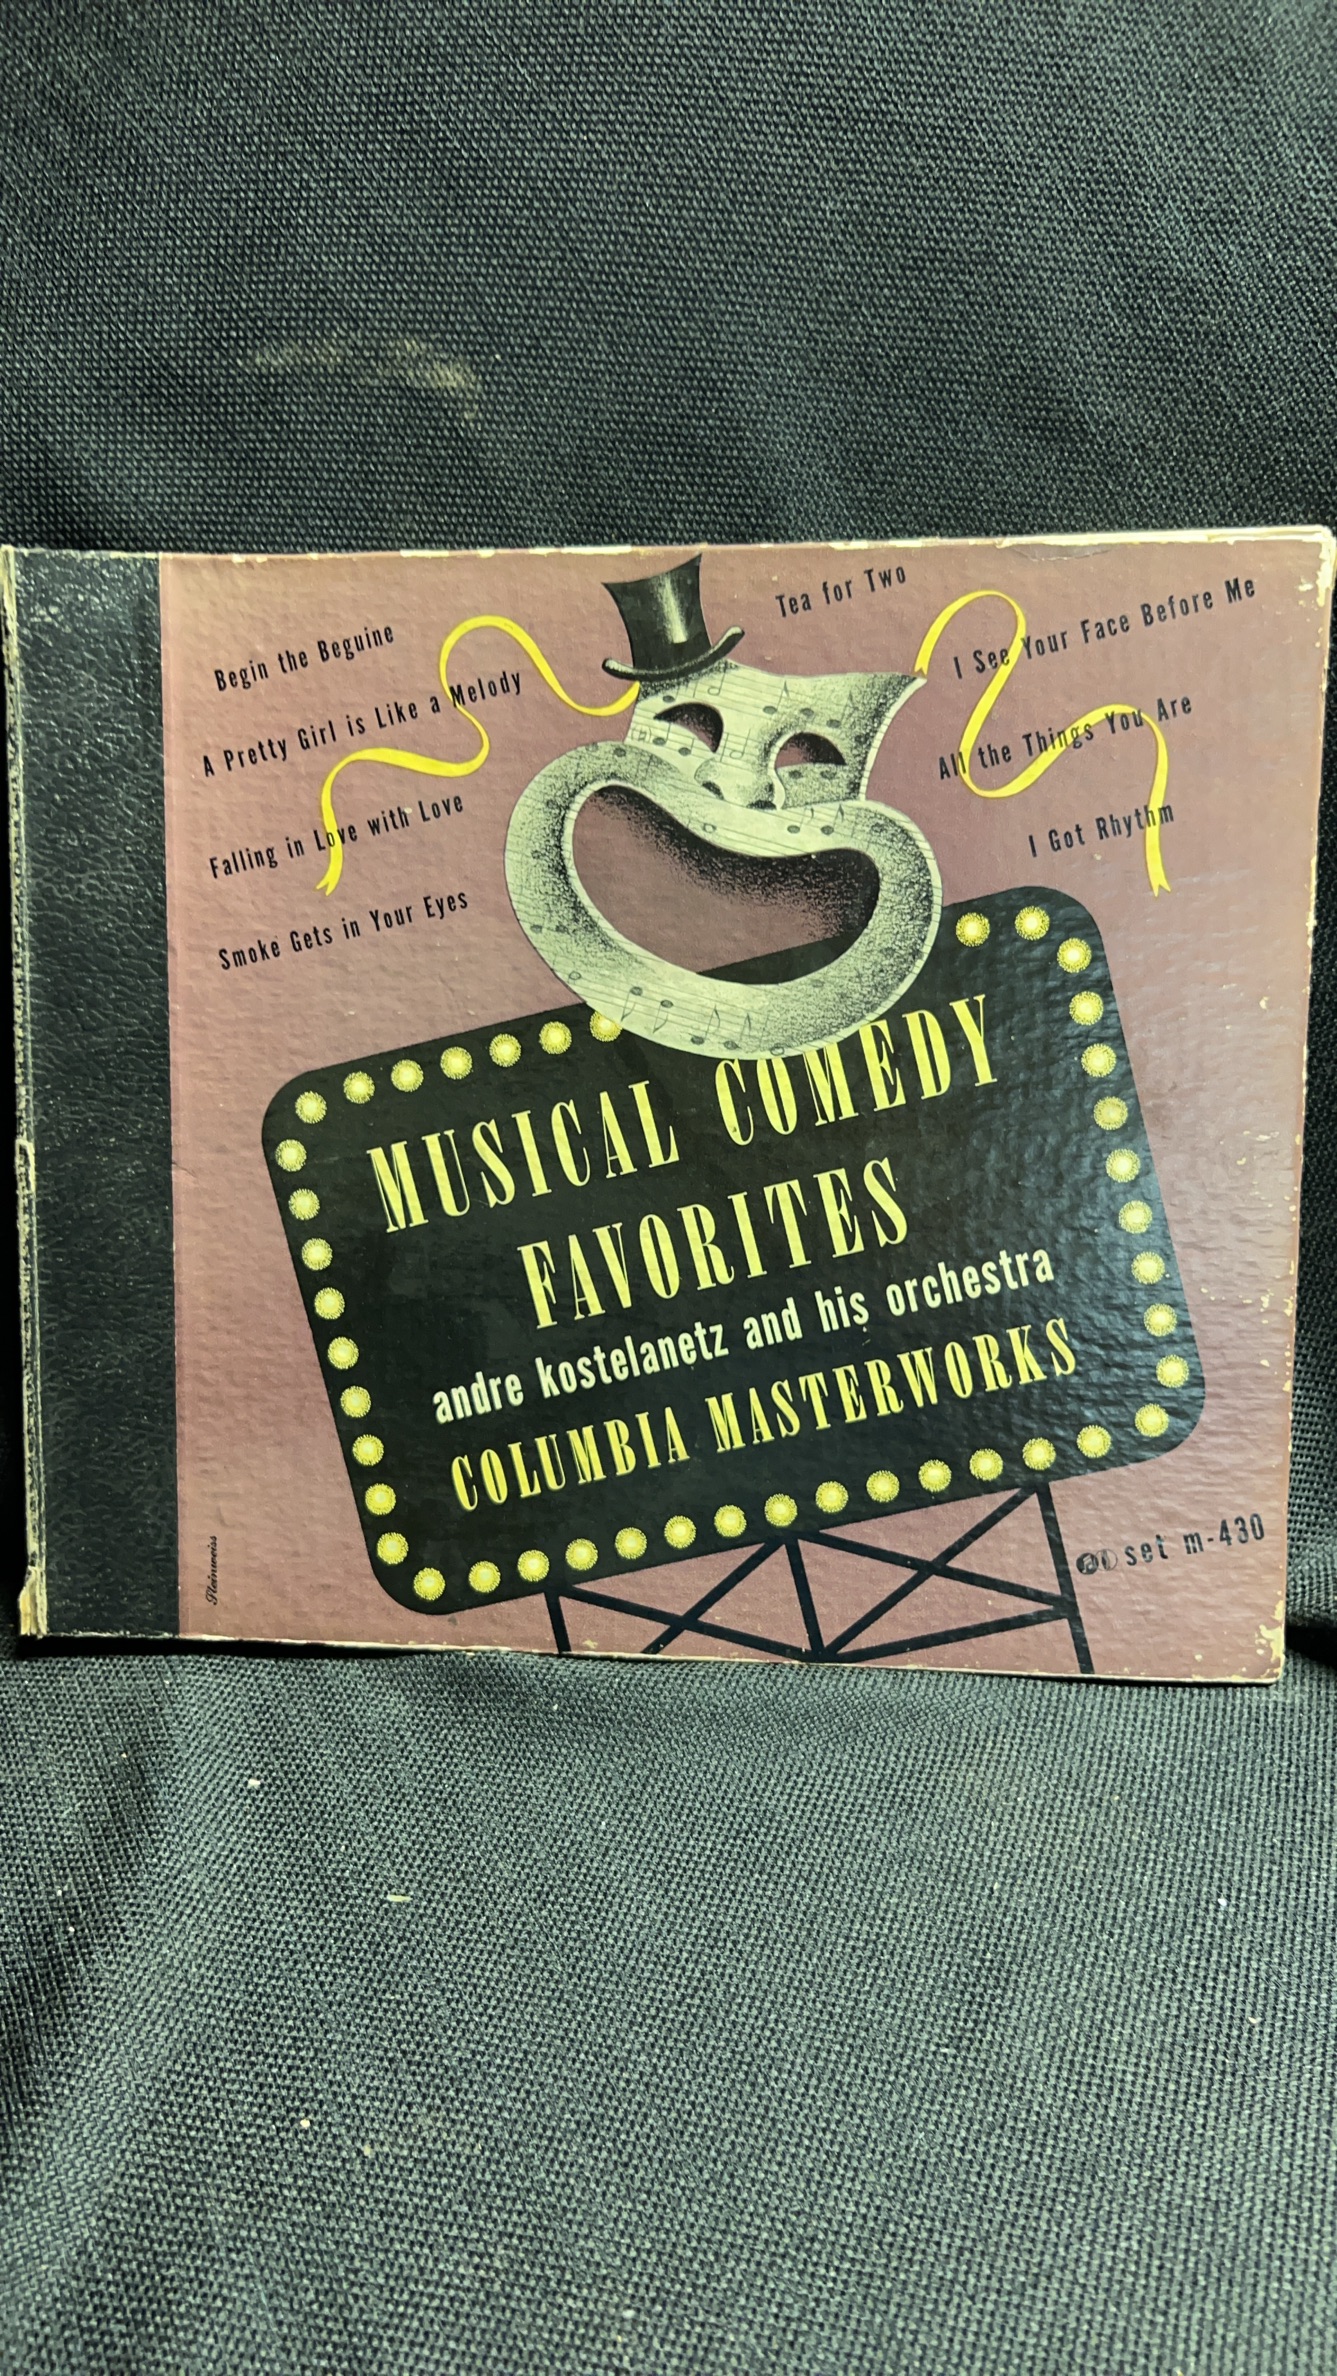 Begin the Beguine
A Pretty Girl is Like a Melody
Falling in Love with Love
Smoke Gets in Your Eyes
Tea for Two
I See Your Face Before Me
All the Things You Are
I Got Rhythm
MUSICAL COMEDY
FAVORITES
andre kostelanetz and his orchestra
COLUMBIA MASTERWORKS
set m-430
Steinweiss